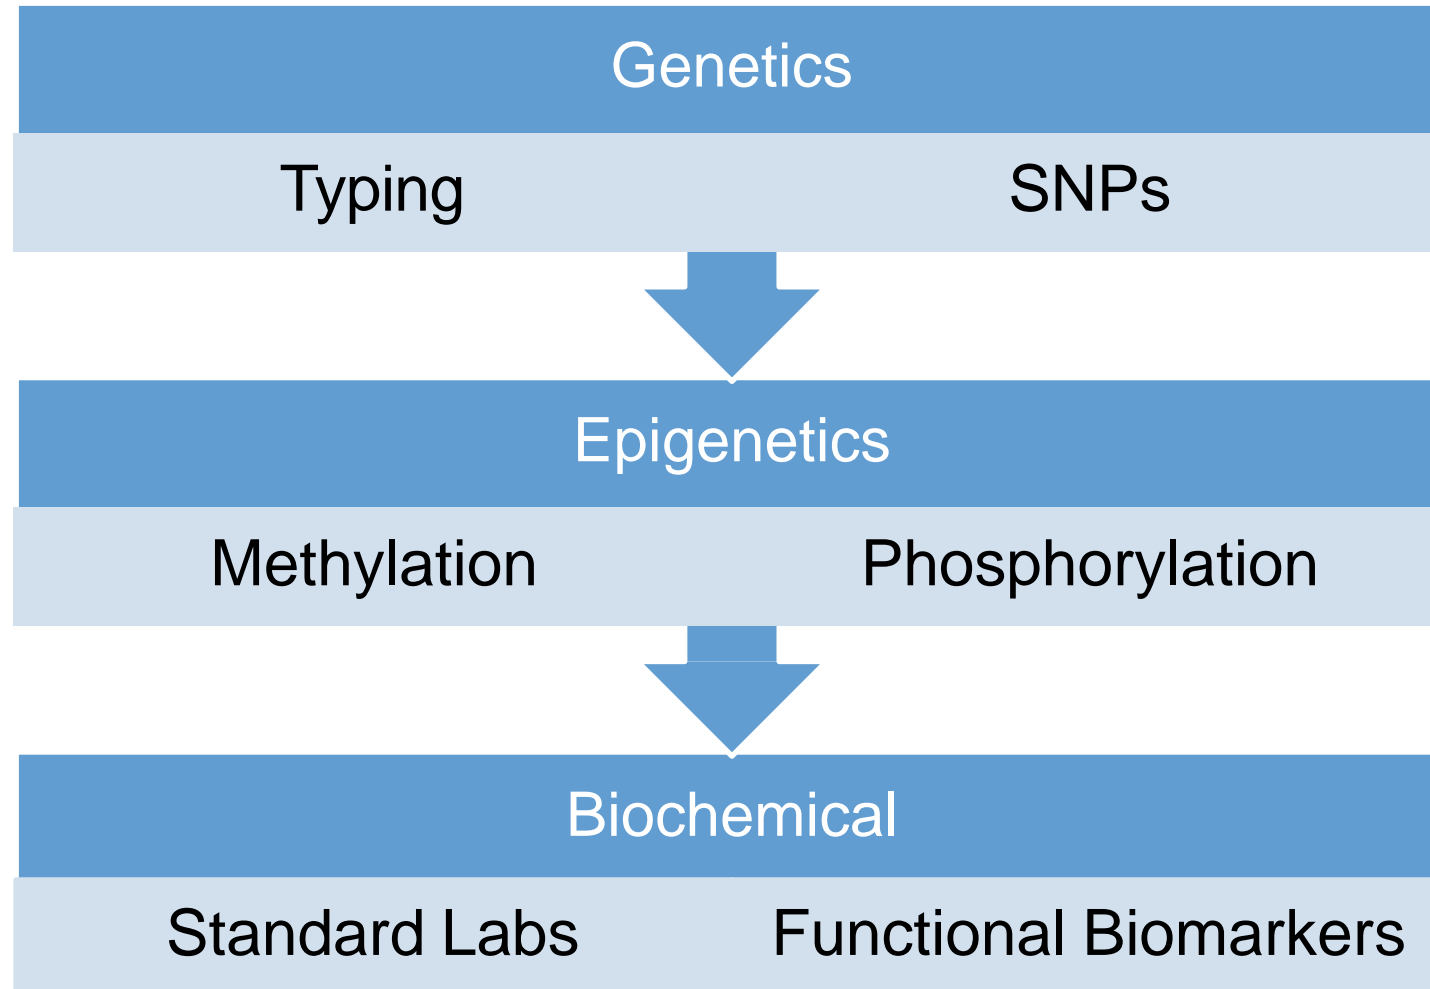 Genetics
Typing SNPs
Epigenetics
Methylation Phosphorylation
Biochemical
Standard Labs Functional Biomarkers